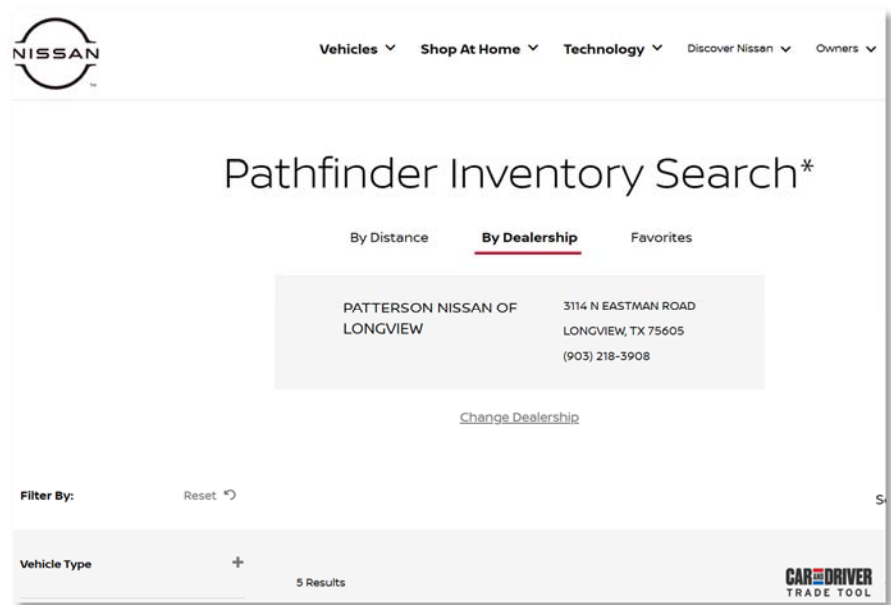 NISSAN
Vehicles Shop At Home Technology Discover Nissan Owners
Pathfinder Inventory Search*
By Distance By Dealership Favorites
PATTERSON NISSAN OF
LONGVIEW
3114 N EASTMAN ROAD
LONGVIEW, TX 75605
(903) 218-3908
Change Dealership
Filter By: Reset
Vehicle Type +
5 Results
CAR AND DRIVER
TRADE TOOL